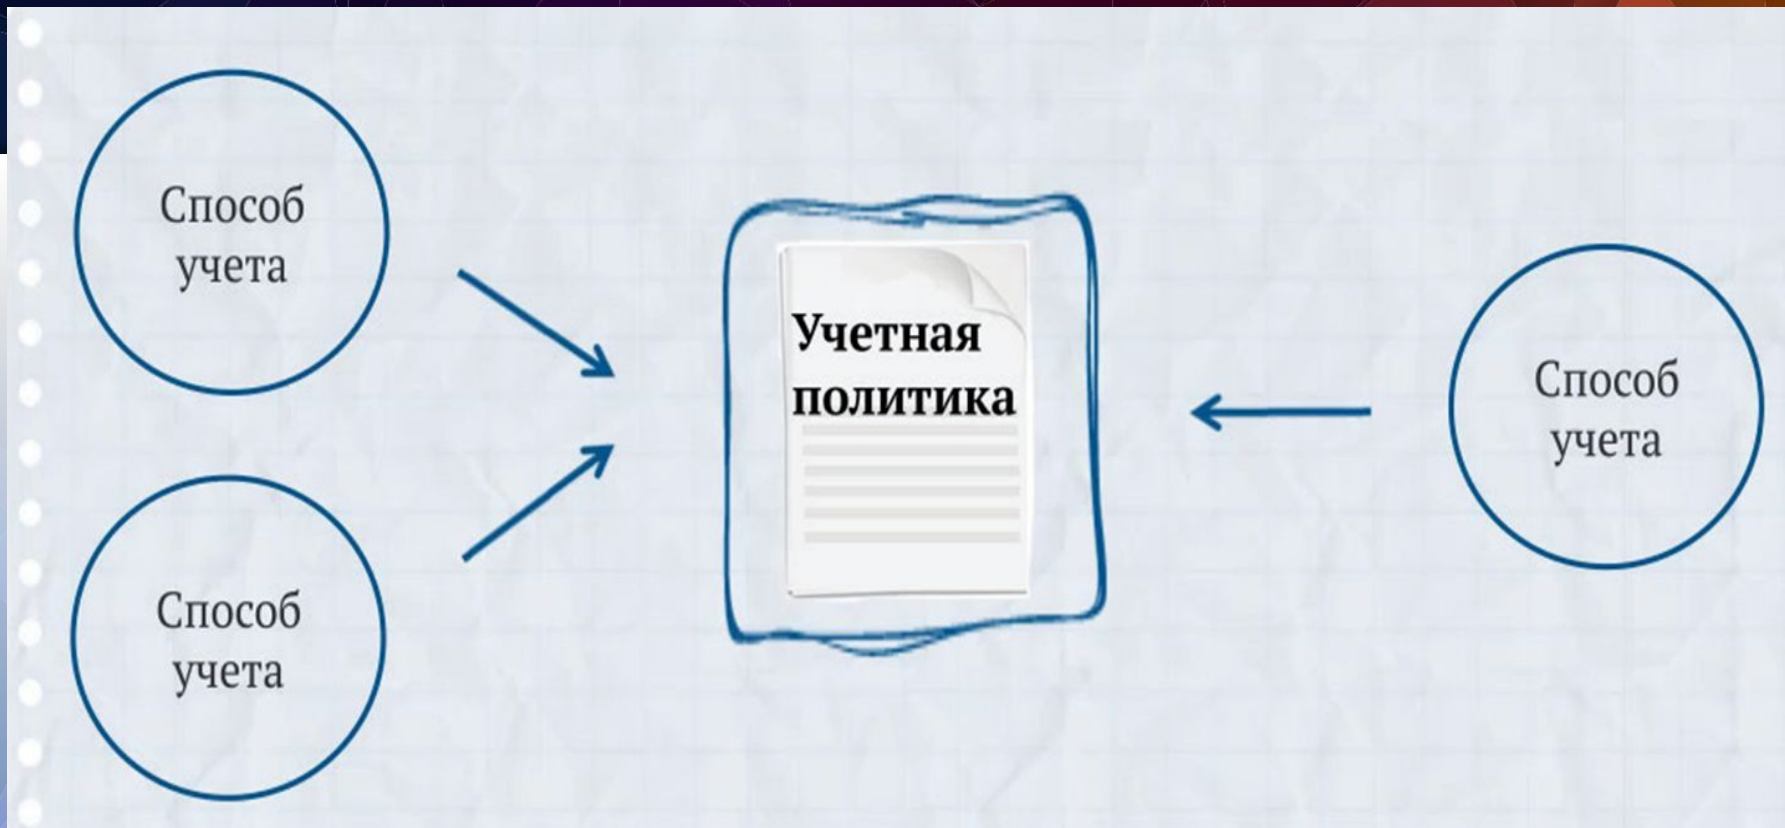 Способ
учета
Учетная
политика
Способ
учета
Способ
учета